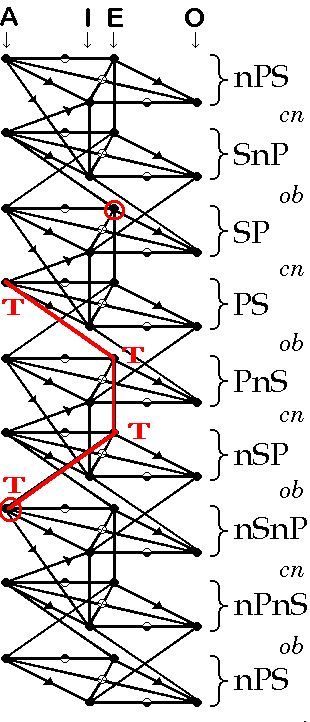 A I E O
↓ ↓ ↓ ↓
nPS
cn
SnP
ob
SP
cn
T
PS
ob
T
PnS
cn
T
nSP
T
ob
nSnP
cn
nPnS
ob
nPS